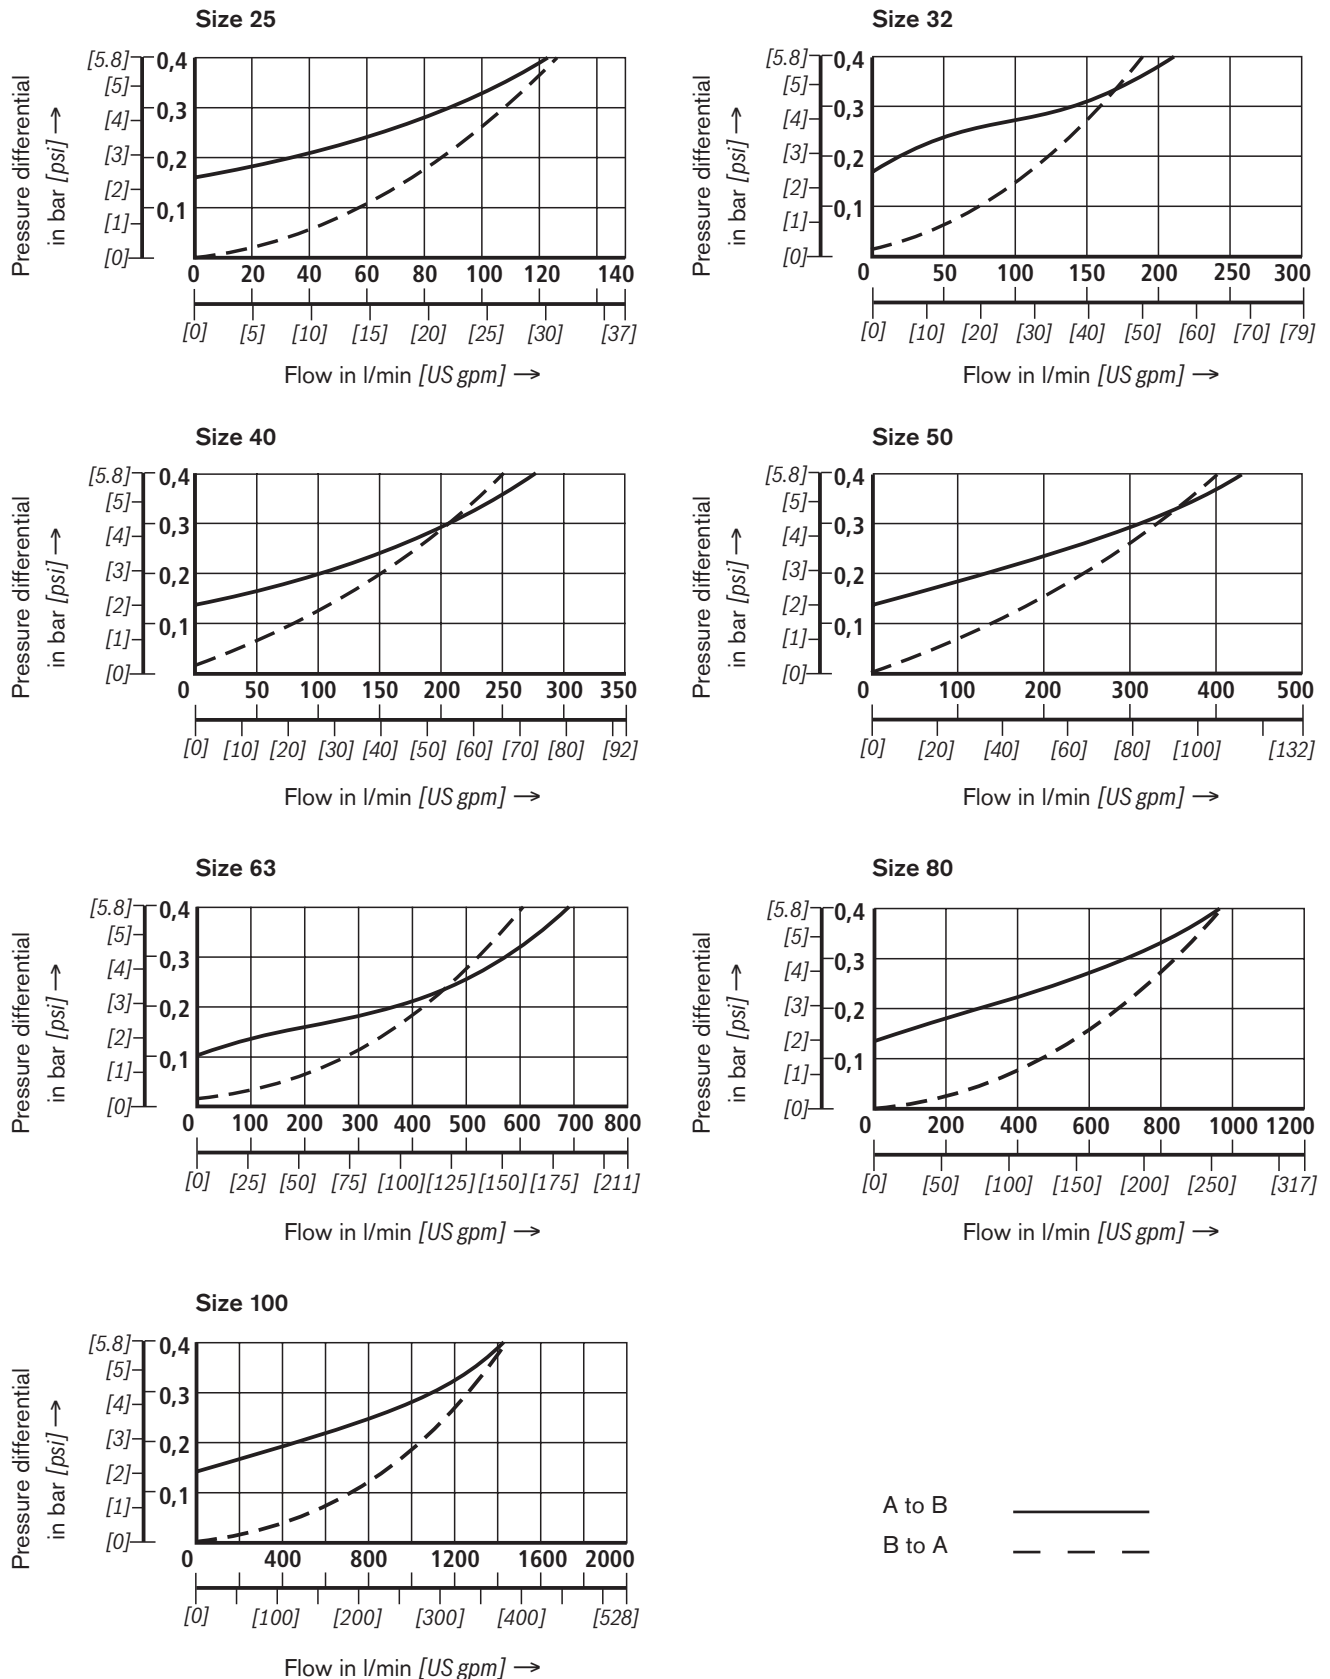 Size 25
Pressure differential
in bar [psi]
[5.8]
[5]
[4]
[3]
[2]
[1]
[0]
0,4
0,3
0,2
0,1
0 20 40 60 80 100 120 140
[0] [5] [10] [15] [20] [25] [30] [37]
Flow in l/min [US gpm]
Size 32
Pressure differential
in bar [psi]
[5.8]
[5]
[4]
[3]
[2]
[1]
[0]
0,4
0,3
0,2
0,1
0 50 100 150 200 250 300
[0] [10] [20] [30] [40] [50] [60] [70] [79]
Flow in l/min [US gpm]
Size 40
Pressure differential
in bar [psi]
[5.8]
[5]
[4]
[3]
[2]
[1]
[0]
0,4
0,3
0,2
0,1
0 50 100 150 200 250 300 350
[0] [10] [20] [30] [40] [50] [60] [70] [80] [92]
Flow in l/min [US gpm]
Size 50
Pressure differential
in bar [psi]
[5.8]
[5]
[4]
[3]
[2]
[1]
[0]
0,4
0,3
0,2
0,1
0 100 200 300 400 500
[0] [20] [40] [60] [80] [100] [132]
Flow in l/min [US gpm]
Size 63
Pressure differential
in bar [psi]
[5.8]
[5]
[4]
[3]
[2]
[1]
[0]
0,4
0,3
0,2
0,1
0 100 200 300 400 500 600 700 800
[0] [25] [50] [75] [100] [125] [150] [175] [211]
Flow in l/min [US gpm]
Size 80
Pressure differential
in bar [psi]
[5.8]
[5]
[4]
[3]
[2]
[1]
[0]
0,4
0,3
0,2
0,1
0 200 400 600 800 1000 1200
[0] [50] [100] [150] [200] [250] [317]
Flow in l/min [US gpm]
Size 100
Pressure differential
in bar [psi]
[5.8]
[5]
[4]
[3]
[2]
[1]
[0]
0,4
0,3
0,2
0,1
0 400 800 1200 1600 2000
[0] [100] [200] [300] [400] [528]
Flow in l/min [US gpm]
A to B
B to A